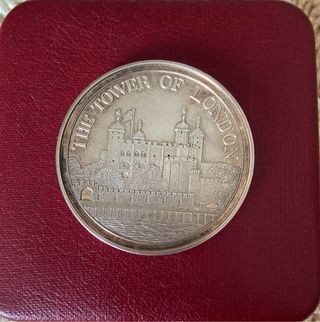 THE TOWER OF LONDON